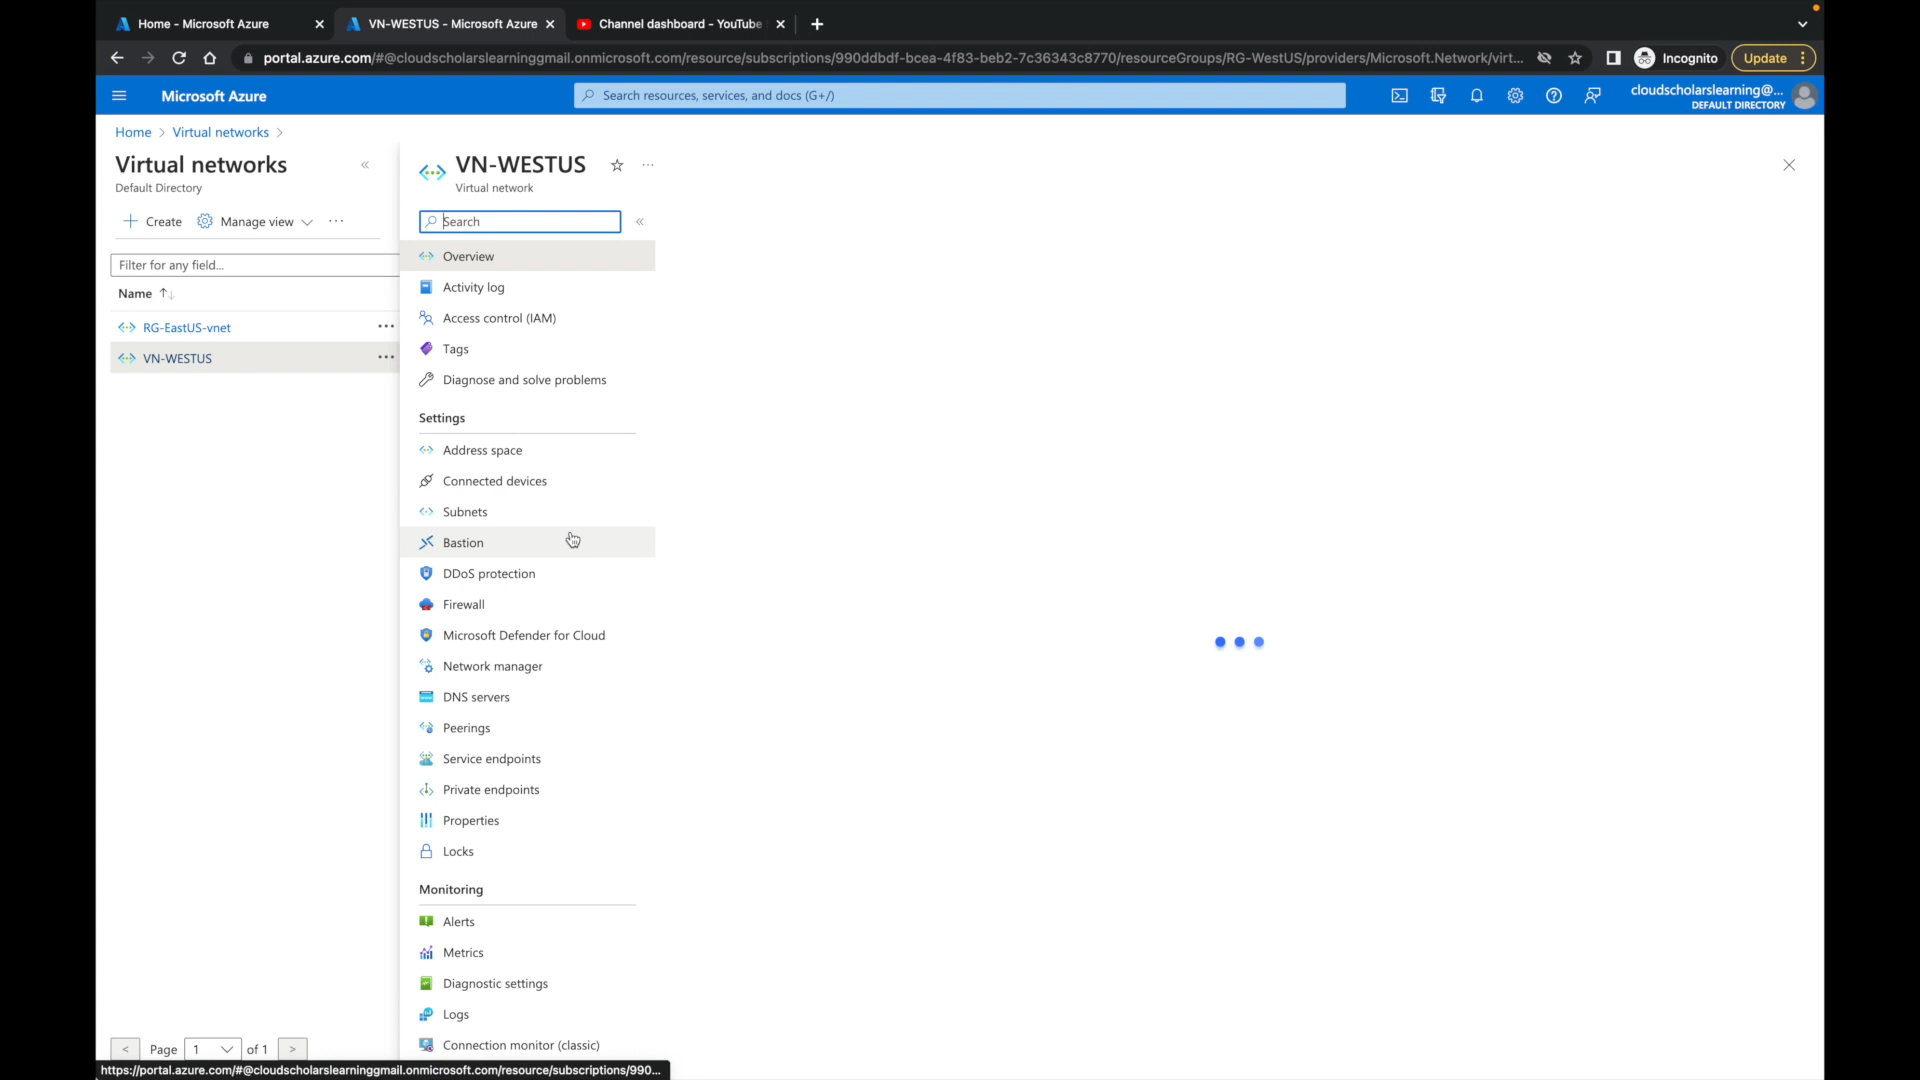 Home - Microsoft Azure
VN-WESTUS - Microsoft Azure
Channel dashboard - YouTube
portal.azure.com/#@cloudscholarslearninggmail.onmicrosoft.com/resource/subscriptions/990ddbdf-bcea-4f83-beb2-7c36343c8770/resourceGroups/RG-WestUS/providers/Microsoft.Network/virt...
Incognito
Update
Microsoft Azure
Search resources, services, and docs (G+/)
cloudscholarslearning@...
DEFAULT DIRECTORY
Home > Virtual networks >
Virtual networks
Default Directory
Create
Manage view
Filter for any field...
Name
RG-EastUS-vnet
VN-WESTUS
Page 1 of 1
VN-WESTUS
Virtual network
Search
Overview
Activity log
Access control (IAM)
Tags
Diagnose and solve problems
Settings
Address space
Connected devices
Subnets
Bastion
DDoS protection
Firewall
Microsoft Defender for Cloud
Network manager
DNS servers
Peerings
Service endpoints
Private endpoints
Properties
Locks
Monitoring
Alerts
Metrics
Diagnostic settings
Logs
Connection monitor (classic)
https://portal.azure.com/#@cloudscholarslearninggmail.onmicrosoft.com/resource/subscriptions/990...